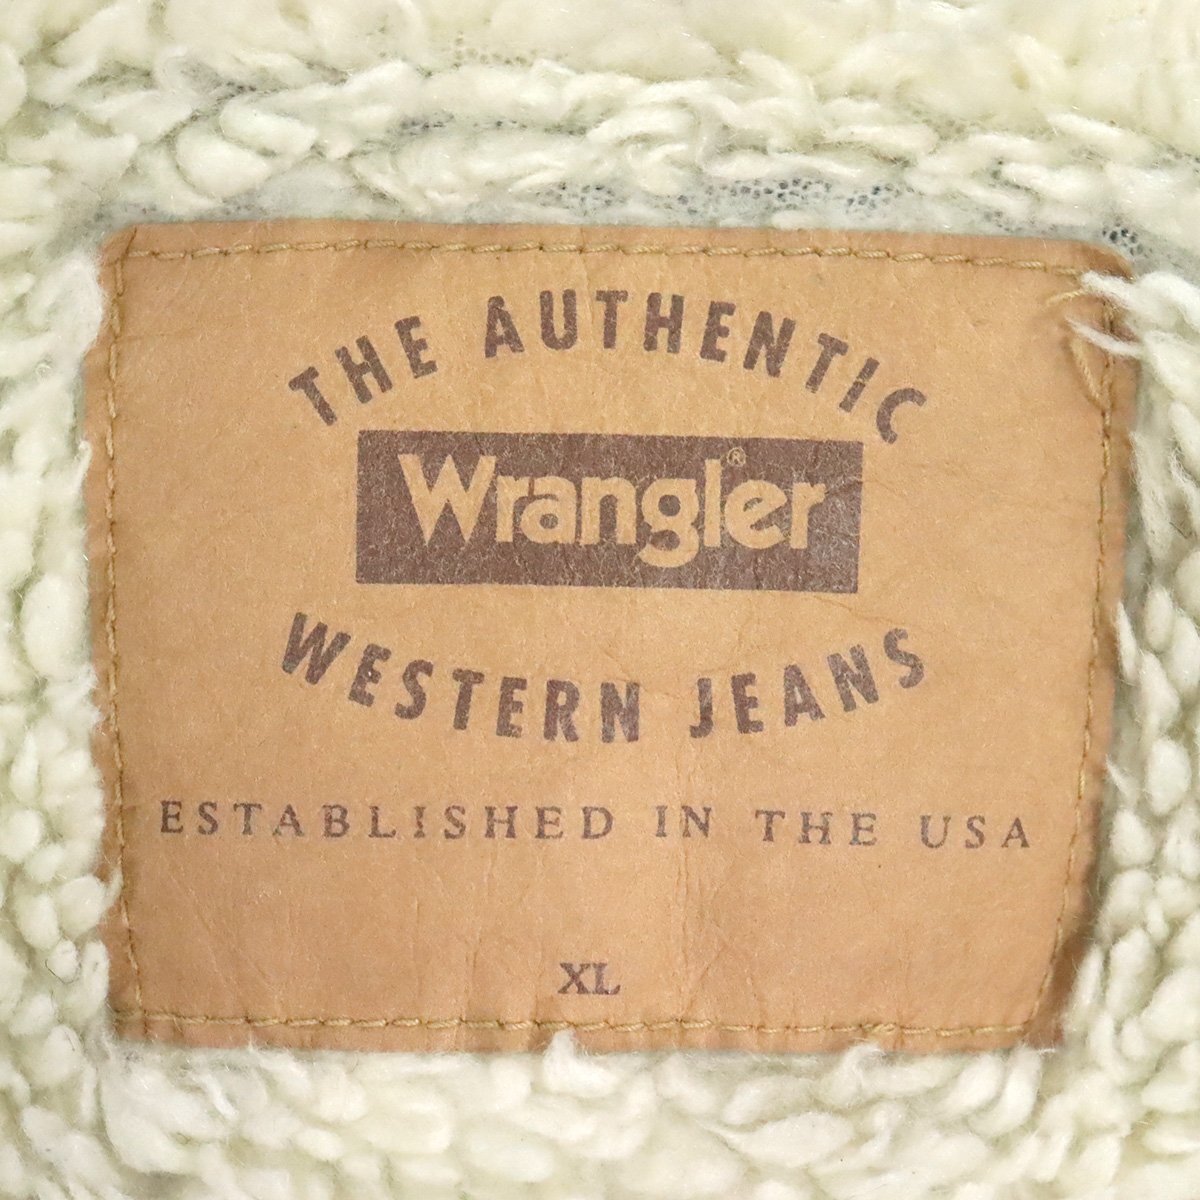 THE AUTHENTIC
Wrangler®
WESTERN JEANS
ESTABLISHED IN THE USA
XL